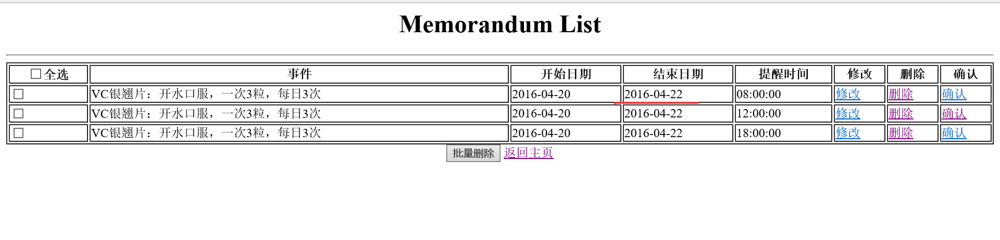 Memorandum List
全选 事件 开始日期 结束日期 提醒时间 修改 删除 确认
VC银翘片：开水口服，一次3粒，每日3次 2016-04-20 2016-04-22 08:00:00 修改 删除 确认
VC银翘片：开水口服，一次3粒，每日3次 2016-04-20 2016-04-22 12:00:00 修改 删除 确认
VC银翘片：开水口服，一次3粒，每日3次 2016-04-20 2016-04-22 18:00:00 修改 删除 确认
批量删除 返回主页